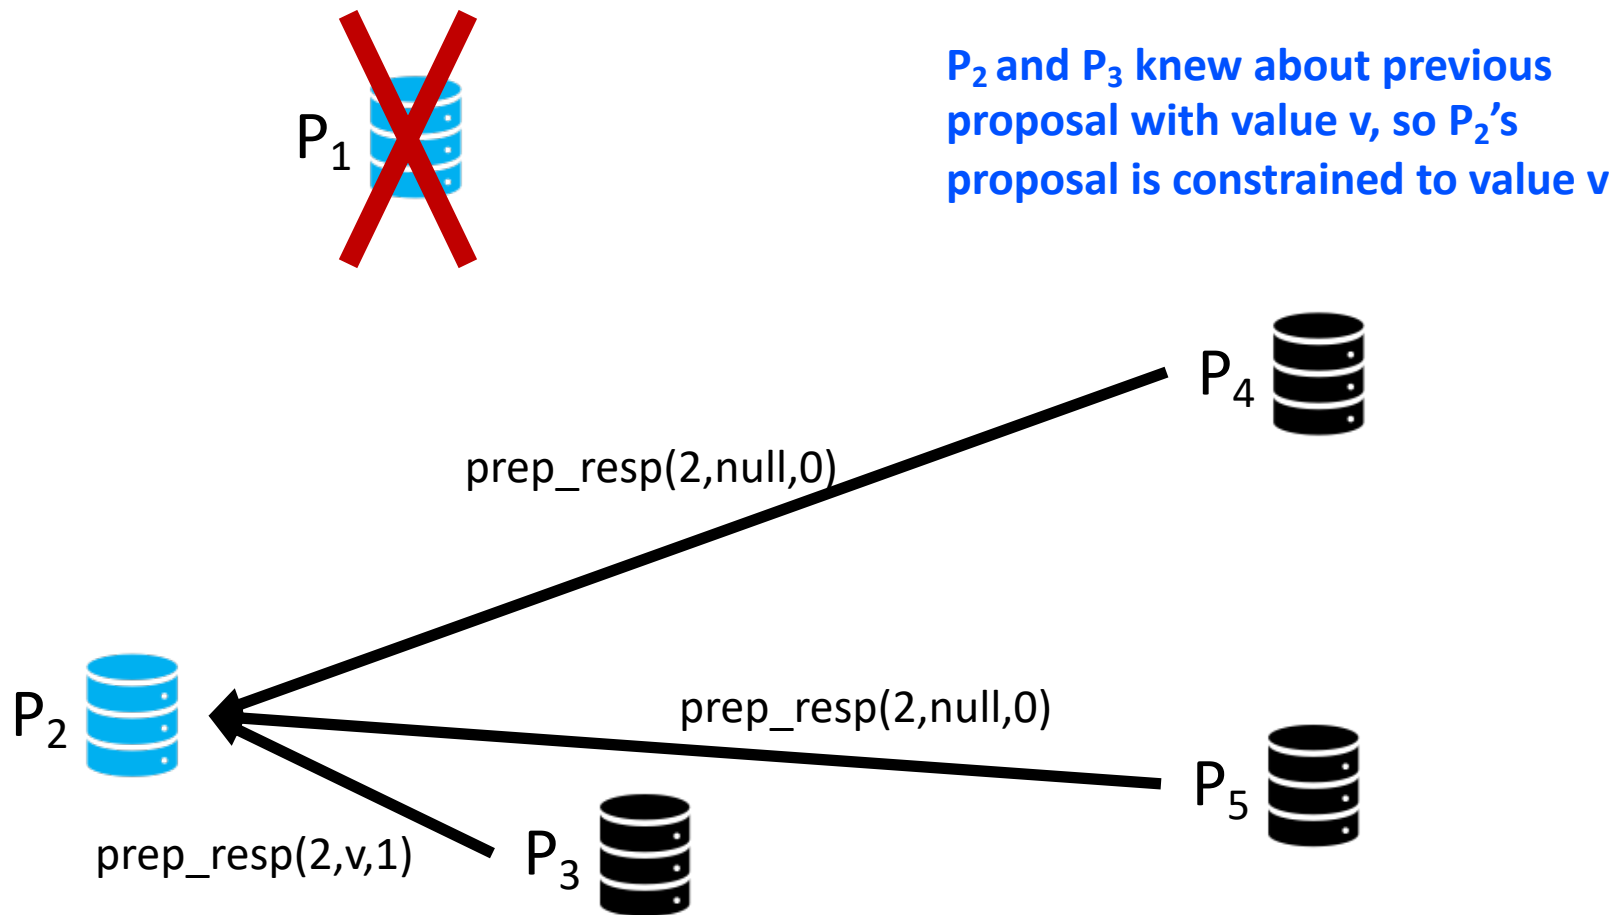 P₂ and P₃ knew about previous
proposal with value v, so P₂’s
proposal is constrained to value v
P₁
P₄
prep_resp(2,null,0)
prep_resp(2,null,0)
P₂
P₅
prep_resp(2,v,1)
P₃